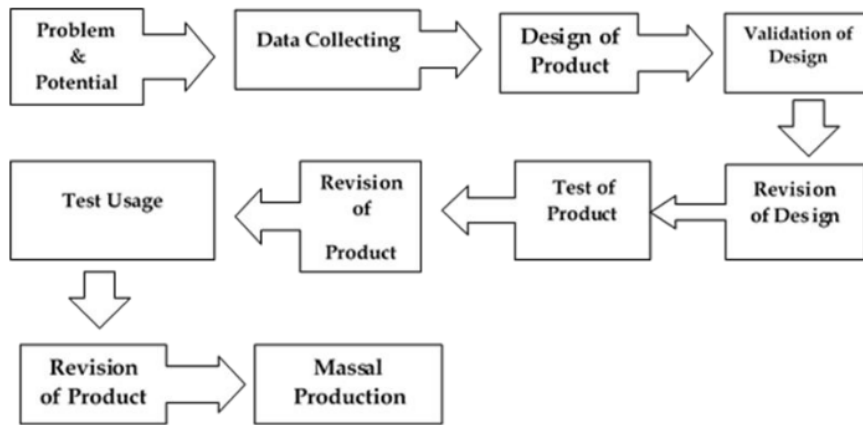 Problem
&
Potential
Data Collecting
Design of
Product
Validation of
Design
Revision
of Design
Test of
Product
Revision
of
Product
Test Usage
Revision
of Product
Massal
Production